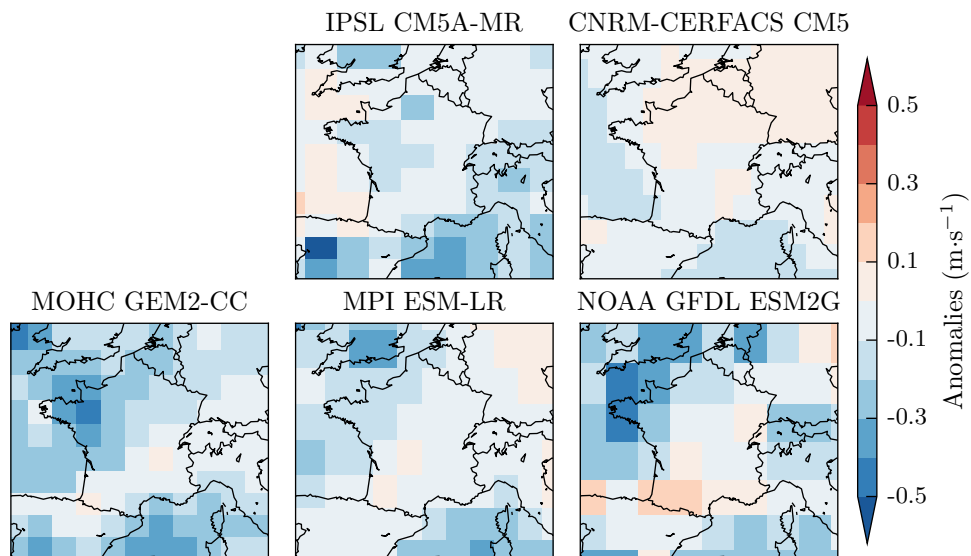 IPSL CM5A-MR
CNRM-CERFACS CM5
MOHC GEM2-CC
MPI ESM-LR
NOAA GFDL ESM2G
0.5
0.3
0.1
-0.1
-0.3
-0.5
Anomalies (m·s⁻¹)